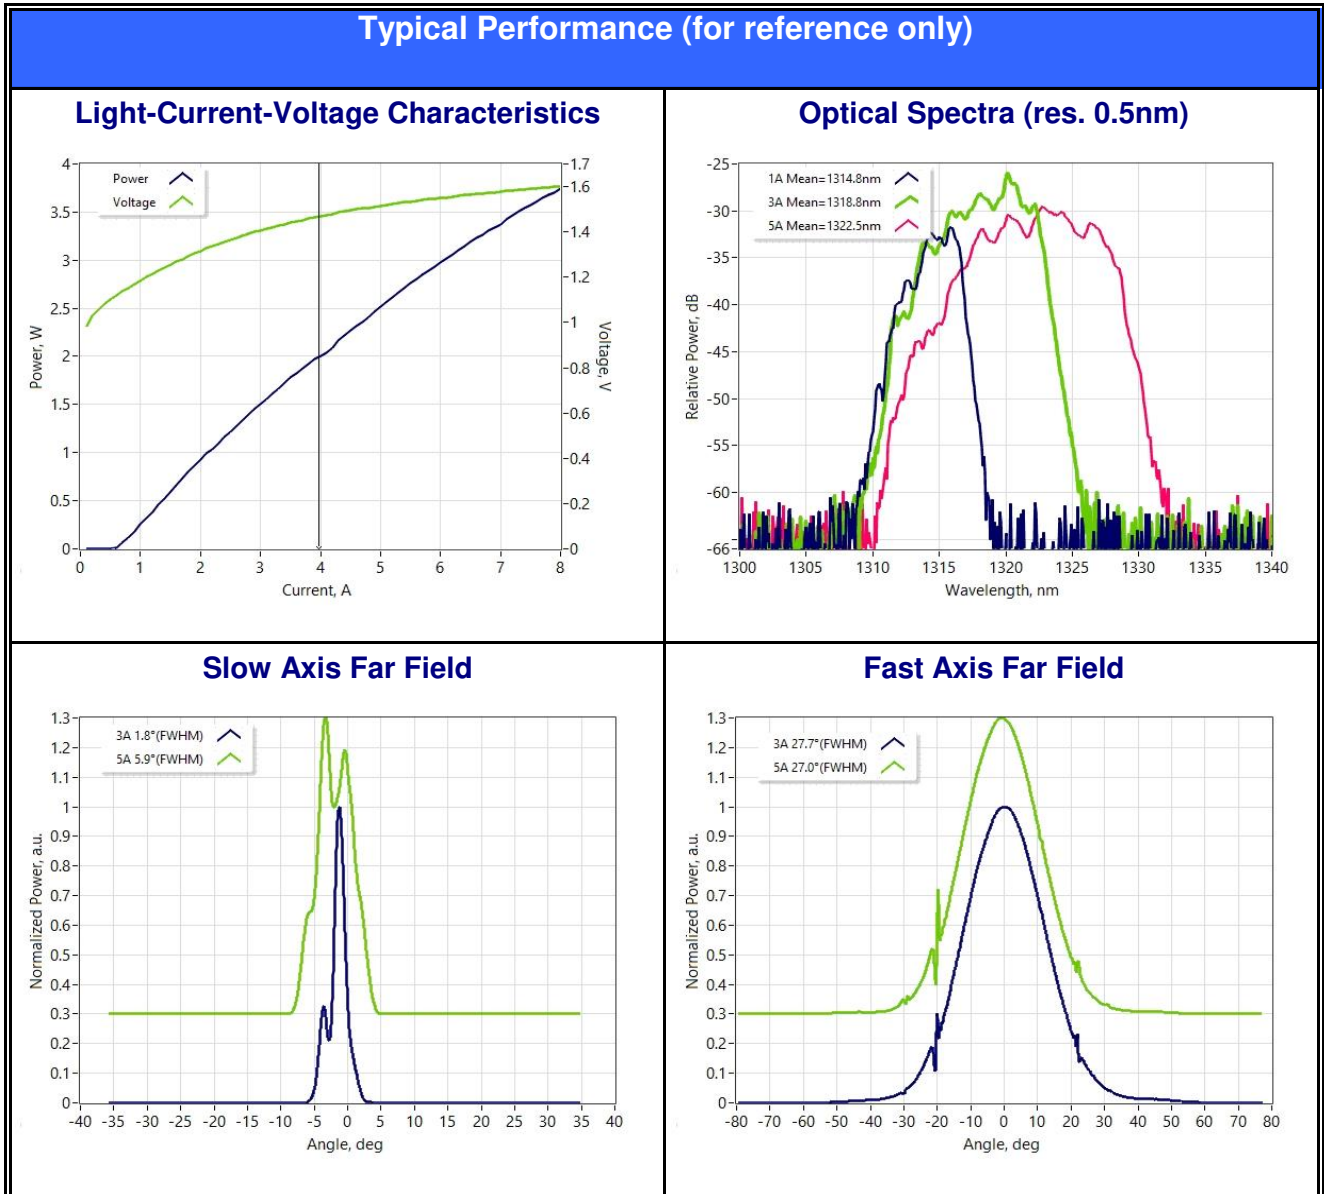 Typical Performance (for reference only)
Light-Current-Voltage Characteristics
Power
Voltage
4
3.5
3
2.5
2
1.5
1
0.5
0
1.7
1.6
1.4
1.2
1
0.8
0.6
0.4
0.2
0
Power, W
Voltage, V
0 1 2 3 4 5 6 7 8
Current, A
Optical Spectra (res. 0.5nm)
1A Mean=1314.8nm
3A Mean=1318.8nm
5A Mean=1322.5nm
-25
-30
-35
-40
-45
-50
-55
-60
-66
Relative Power, dB
1300 1305 1310 1315 1320 1325 1330 1335 1340
Wavelength, nm
Slow Axis Far Field
3A 1.8°(FWHM)
5A 5.9°(FWHM)
1.3
1.2
1.1
1
0.9
0.8
0.7
0.6
0.5
0.4
0.3
0.2
0.1
0
Normalized Power, a.u.
-40 -35 -30 -25 -20 -15 -10 -5 0 5 10 15 20 25 30 35 40
Angle, deg
Fast Axis Far Field
3A 27.7°(FWHM)
5A 27.0°(FWHM)
1.3
1.2
1.1
1
0.9
0.8
0.7
0.6
0.5
0.4
0.3
0.2
0.1
0
Normalized Power, a.u.
-80 -70 -60 -50 -40 -30 -20 -10 0 10 20 30 40 50 60 70 80
Angle, deg